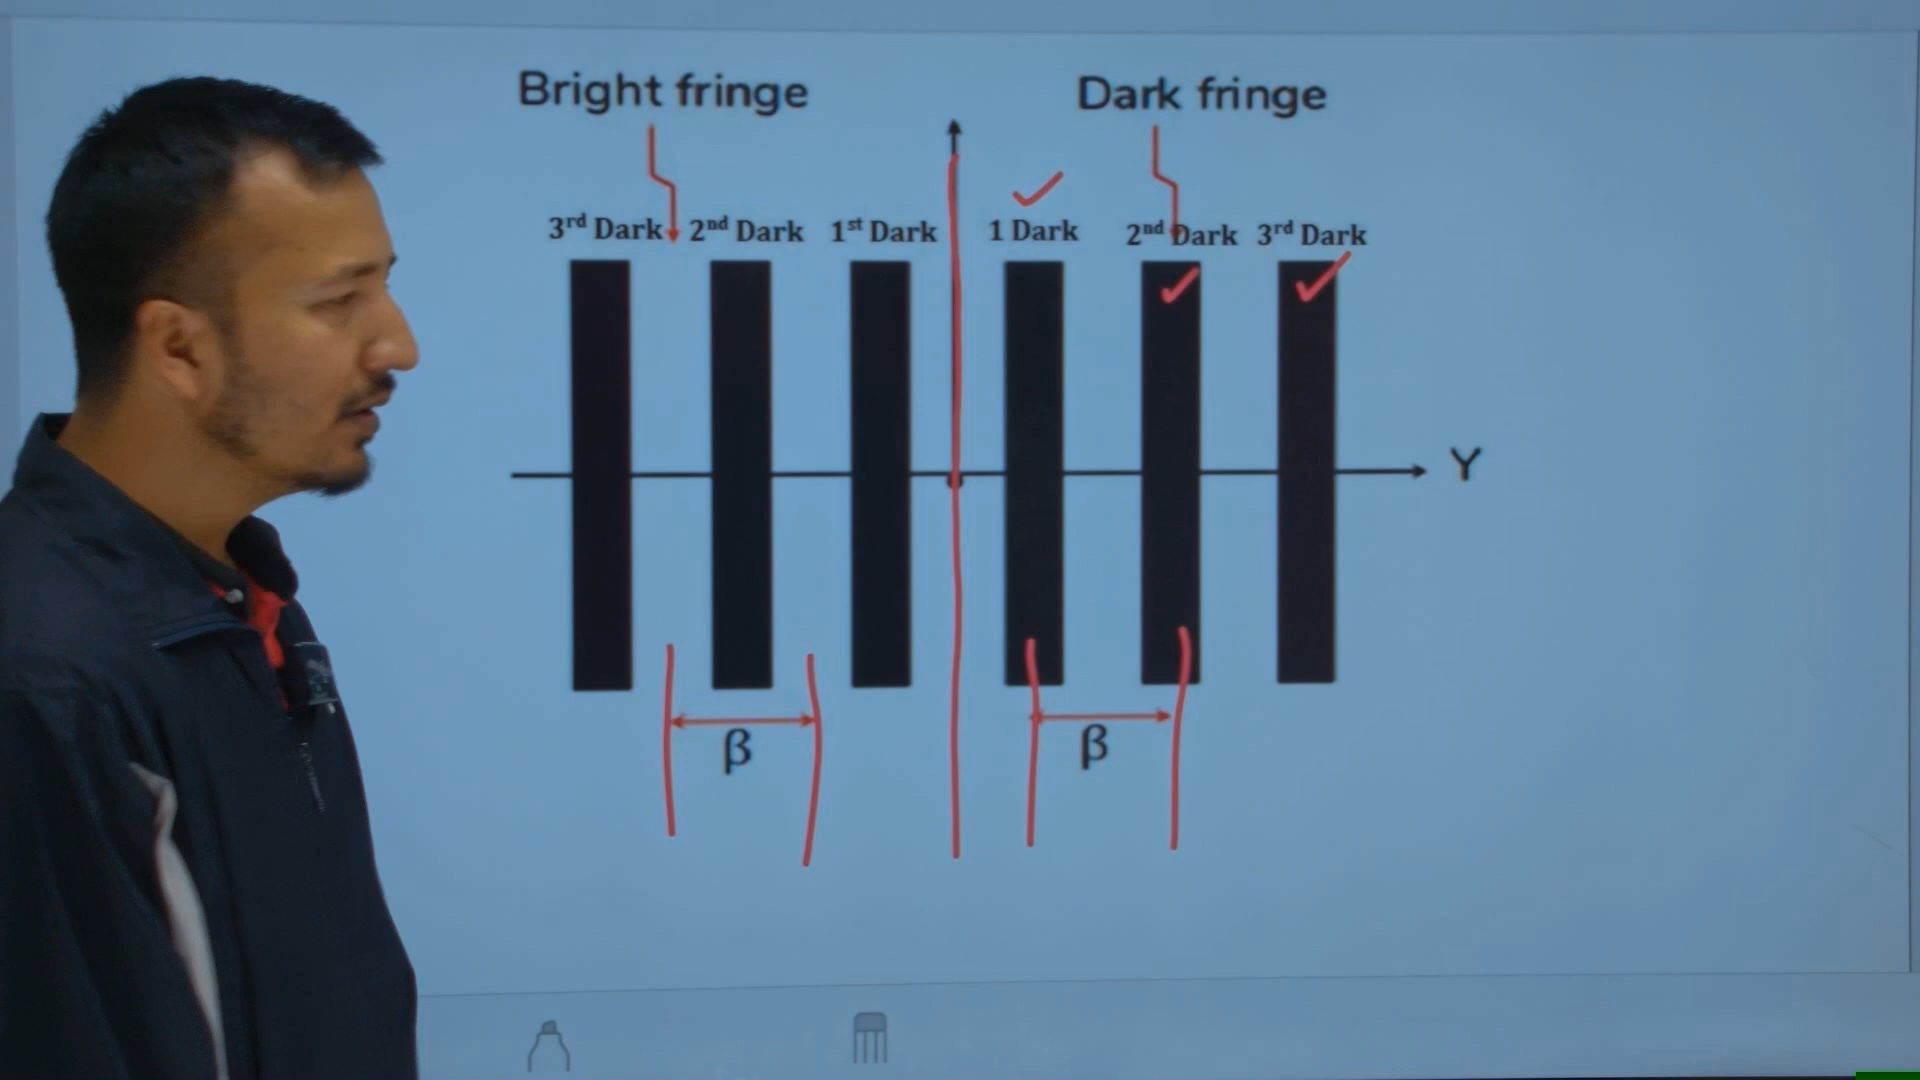 Bright fringe Dark fringe
3rd Dark 2nd Dark 1st Dark 1 Dark 2nd Dark 3rd Dark
Y
β β